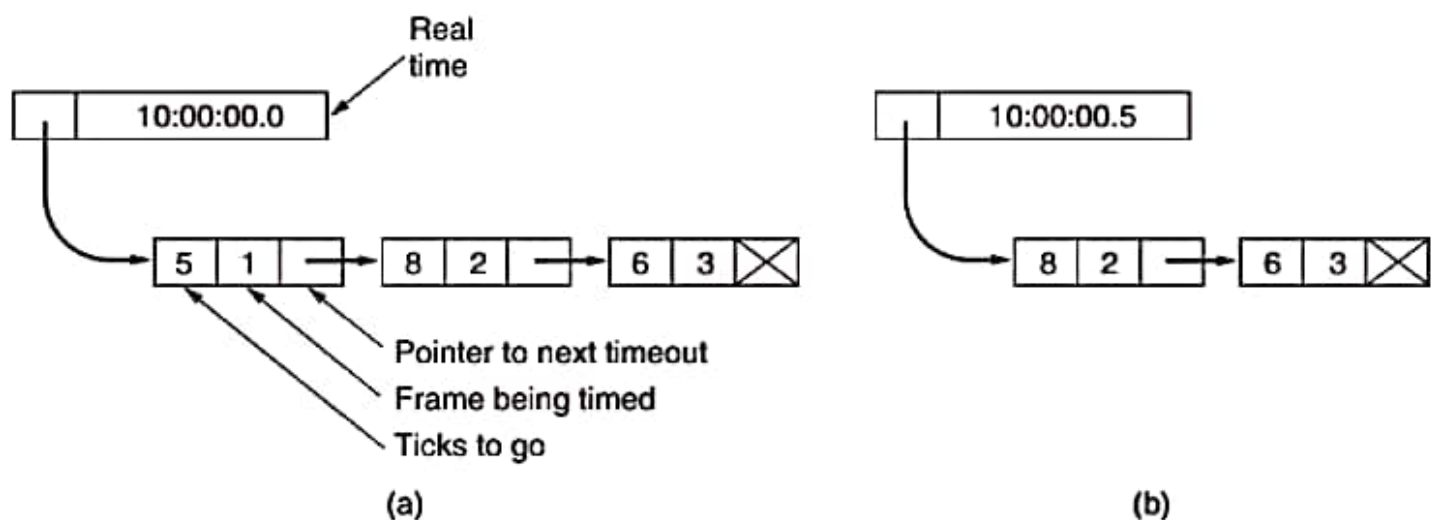 Real
time
10:00:00.0
10:00:00.5
5 1 8 2 6 3
8 2 6 3
Pointer to next timeout
Frame being timed
Ticks to go
(a)
(b)